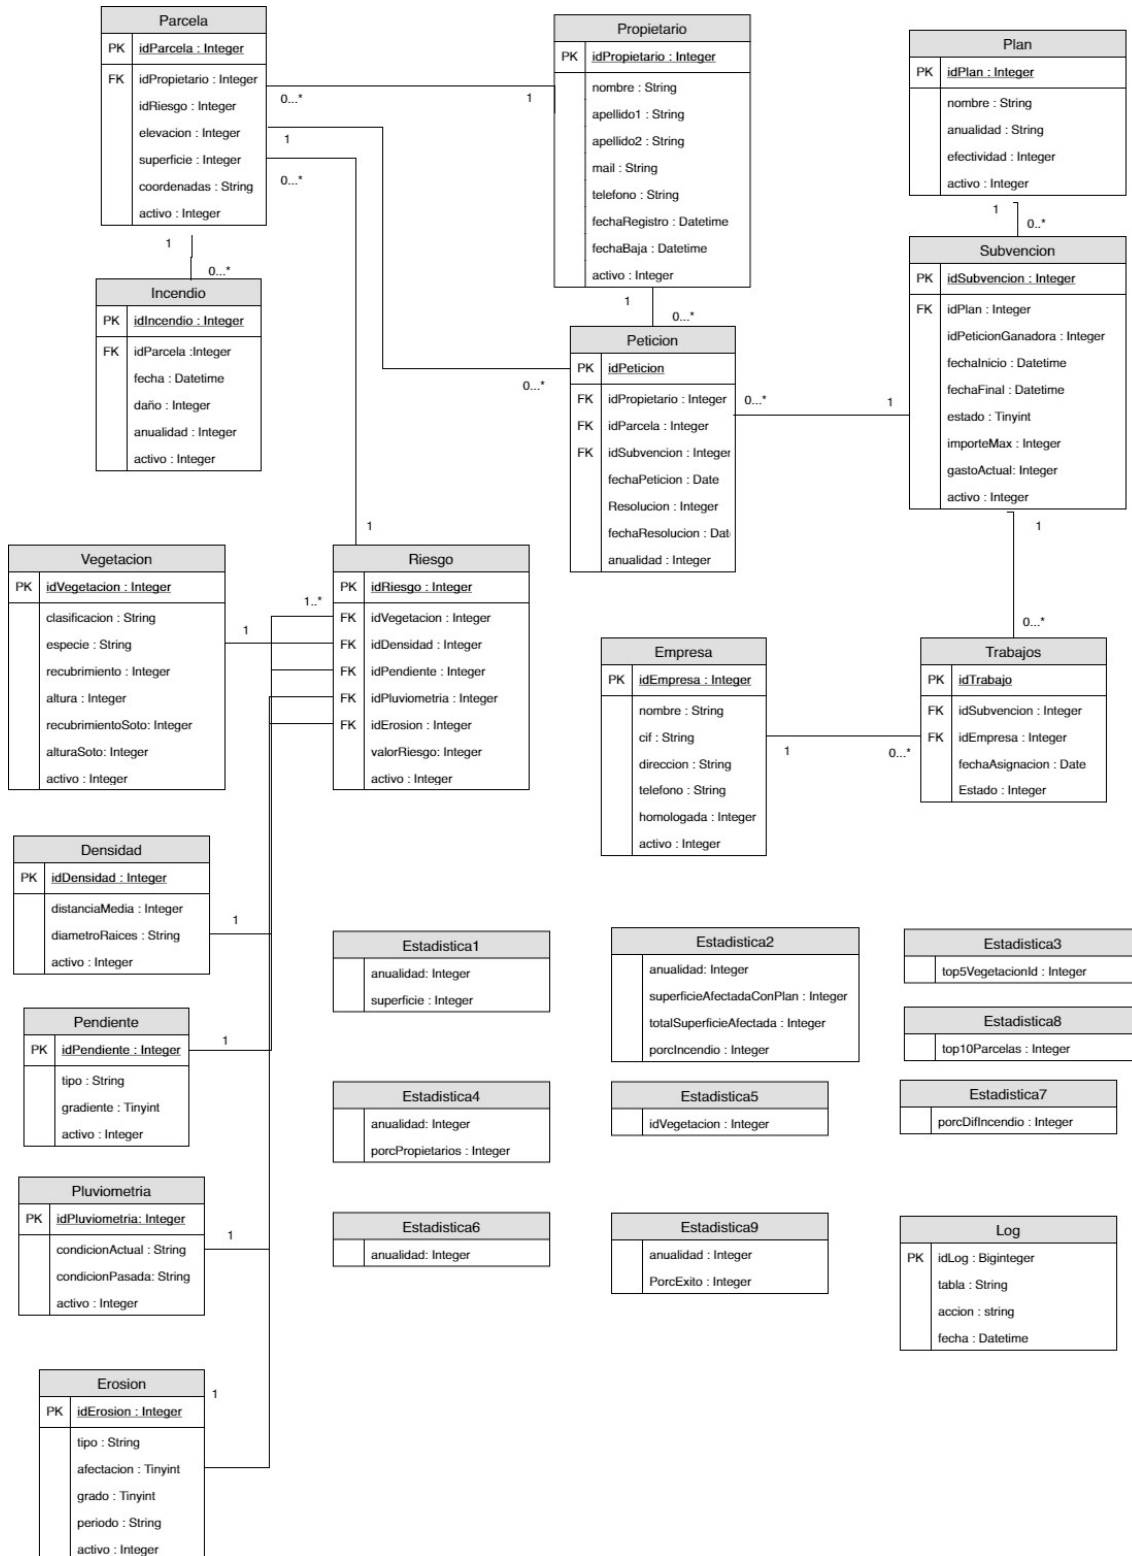 Parcela
PK idParcela : Integer
FK idPropietario : Integer
idRiesgo : Integer
elevacion : Integer
superficie : Integer
coordenadas : String
activo : Integer
0...*
1
1
0...*
Propietario
PK idPropietario : Integer
nombre : String
apellido1 : String
apellido2 : String
mail : String
telefono : String
fechaRegistro : Datetime
fechaBaja : Datetime
activo : Integer
Plan
PK idPlan : Integer
nombre : String
anualidad : String
efectividad : Integer
activo : Integer
1
0..*
1
0...*
1
0...*
Incendio
PK idIncendio : Integer
FK idParcela :Integer
fecha : Datetime
daño : Integer
anualidad : Integer
activo : Integer
Peticion
PK idPeticion
FK idPropietario : Integer
FK idParcela : Integer
FK idSubvencion : Integer
fechaPeticion : Date
Resolucion : Integer
fechaResolucion : Dat
anualidad : Integer
0...*
0...*
1
Subvencion
PK idSubvencion : Integer
FK idPlan : Integer
idPeticionGanadora : Integer
fechaInicio : Datetime
fechaFinal : Datetime
estado : Tinyint
importeMax : Integer
gastoActual: Integer
activo : Integer
1
0...*
1
Vegetacion
PK idVegetacion : Integer
clasificacion : String
especie : String
recubrimiento : Integer
altura : Integer
recubrimientoSoto: Integer
alturaSoto: Integer
activo : Integer
1..*
1
Riesgo
PK idRiesgo : Integer
FK idVegetacion : Integer
FK idDensidad : Integer
FK idPendiente : Integer
FK idPluviometria : Integer
FK idErosion : Integer
valorRiesgo: Integer
activo : Integer
Empresa
PK idEmpresa : Integer
nombre : String
cif : String
direccion : String
telefono : String
homologada : Integer
activo : Integer
1
0...*
Trabajos
PK idTrabajo
FK idSubvencion : Integer
FK idEmpresa : Integer
fechaAsignacion : Date
Estado : Integer
Densidad
PK idDensidad : Integer
distanciaMedia : Integer
diametroRaices : String
activo : Integer
1
Estadistica1
anualidad: Integer
superficie : Integer
Estadistica2
anualidad: Integer
superficieAfectadaConPlan : Integer
totalSuperficieAfectada : Integer
porcIncendio : Integer
Estadistica3
top5VegetacionId : Integer
Pendiente
PK idPendiente : Integer
tipo : String
gradiente : Tinyint
activo : Integer
1
Estadistica8
top10Parcelas : Integer
Estadistica4
anualidad: Integer
porcPropietarios : Integer
Estadistica5
idVegetacion : Integer
Estadistica7
porcDifIncendio : Integer
Pluviometria
PK idPluviometria: Integer
condicionActual : String
condicionPasada: String
activo : Integer
1
Estadistica6
anualidad: Integer
Estadistica9
anualidad : Integer
PorcExito : Integer
Log
PK idLog : Biginteger
tabla : String
accion : string
fecha : Datetime
Erosion
PK idErosion : Integer
tipo : String
afectacion : Tinyint
grado : Tinyint
periodo : String
activo : Integer
1